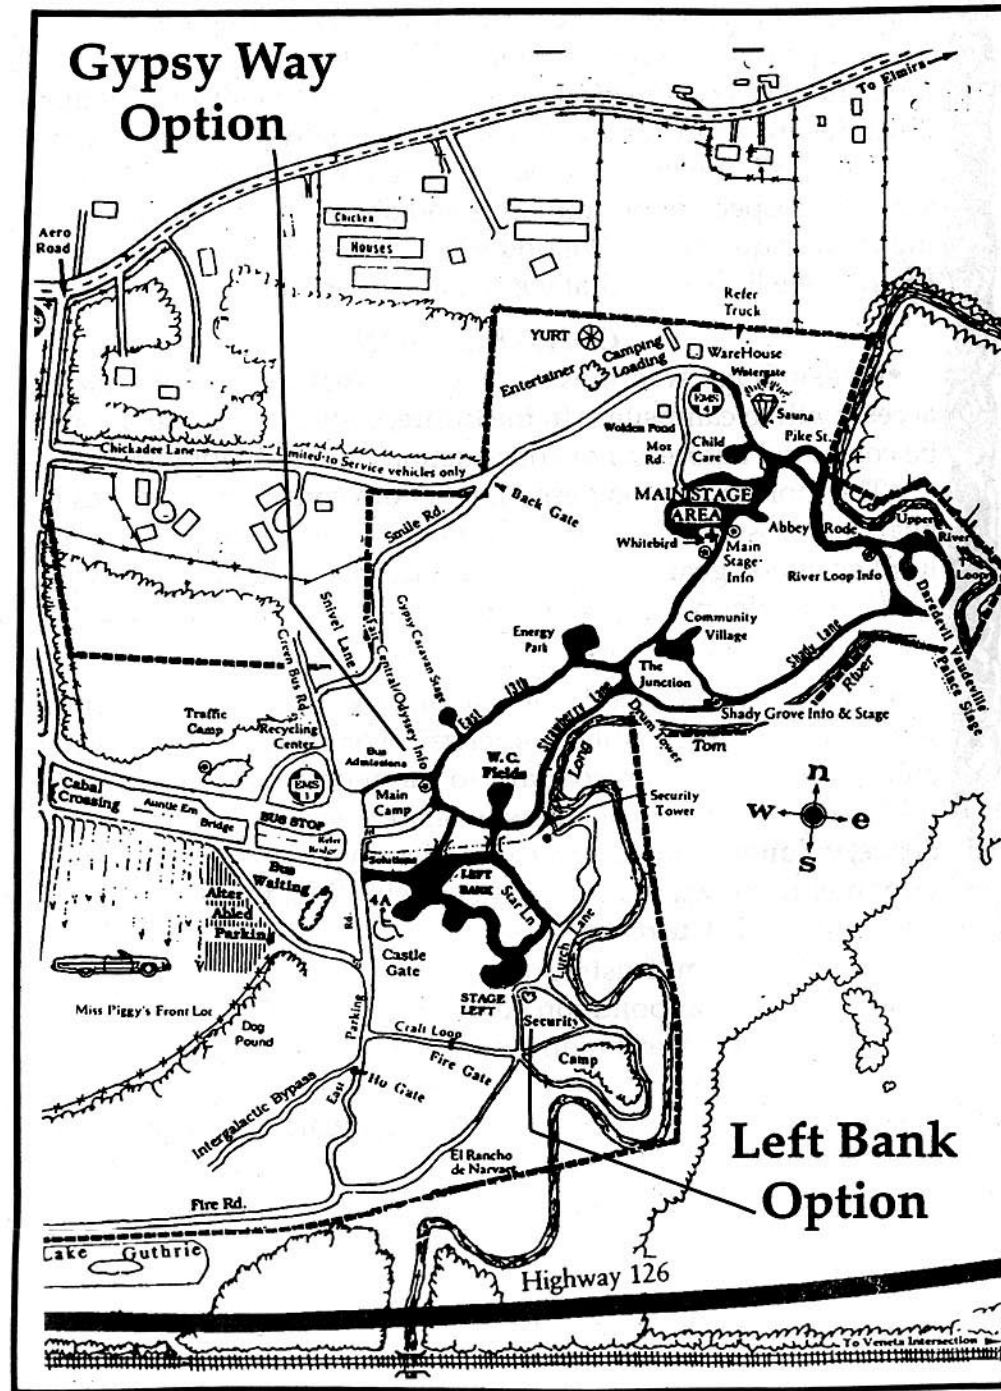 Gypsy Way
Option
To Elmira
Aero
Road
Chicken
Houses
Refer
Truck
YURT
Camping
Loading
Entertainer
WareHouse
Watergate
EMS
4
Sauna
Wolden Pond
Pike St.
Moz
Rd.
Child
Care
Chickadee Lane
Limited to Service vehicles only
MAIN STAGE
AREA
Back Gate
Smile Rd.
Abbey
Rode
Upper
River
Loop
Whitebird
Main
Stage
Info
River Loop Info
Daredevil Vaudeville
Palace Stage
Snivel Lane
Gypsy Caravan Stage
Central/Odyssey Info
Green Bus Rd.
Energy
Park
Community
Village
Shady Lane
The
Junction
East 13th
Strawberry Lane
River
Shady Grove Info & Stage
Drum Tower
Tom
Long
Traffic
Camp
Recycling
Center
Bus
Admissions
W.C.
Fields
n
w
e
s
Cabal
Crossing
Auntie Em
Bridge
EMS
1
BUS STOP
Main
Camp
Security
Tower
Solutions
Bus
Waiting
LEFT
BANK
Star Ln
Alter
Abled
Parking
4A
Rd.
Lurch Lane
Castle
Gate
STAGE
LEFT
Miss Piggy's Front Lot
Dog
Pound
Parking
Craft Loop
Security
Fire Gate
Camp
Hu Gate
East
Intergalactic Bypass
El Rancho
de Narvaez
Left Bank
Option
Fire Rd.
Lake Guthrie
Highway 126
To Veneta Intersection